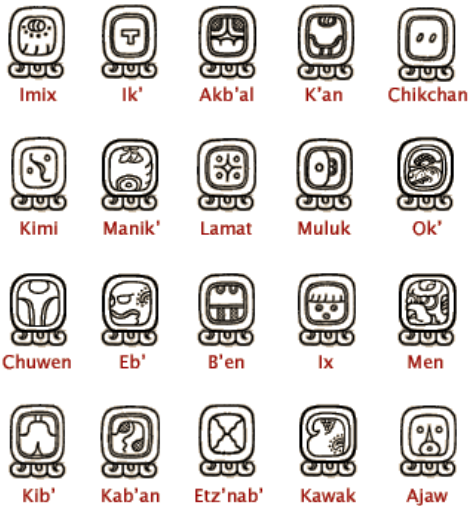 Imix Ik' Akb'al K'an Chikchan
Kimi Manik' Lamat Muluk Ok'
Chuwen Eb' B'en Ix Men
Kib' Kab'an Etz'nab' Kawak Ajaw